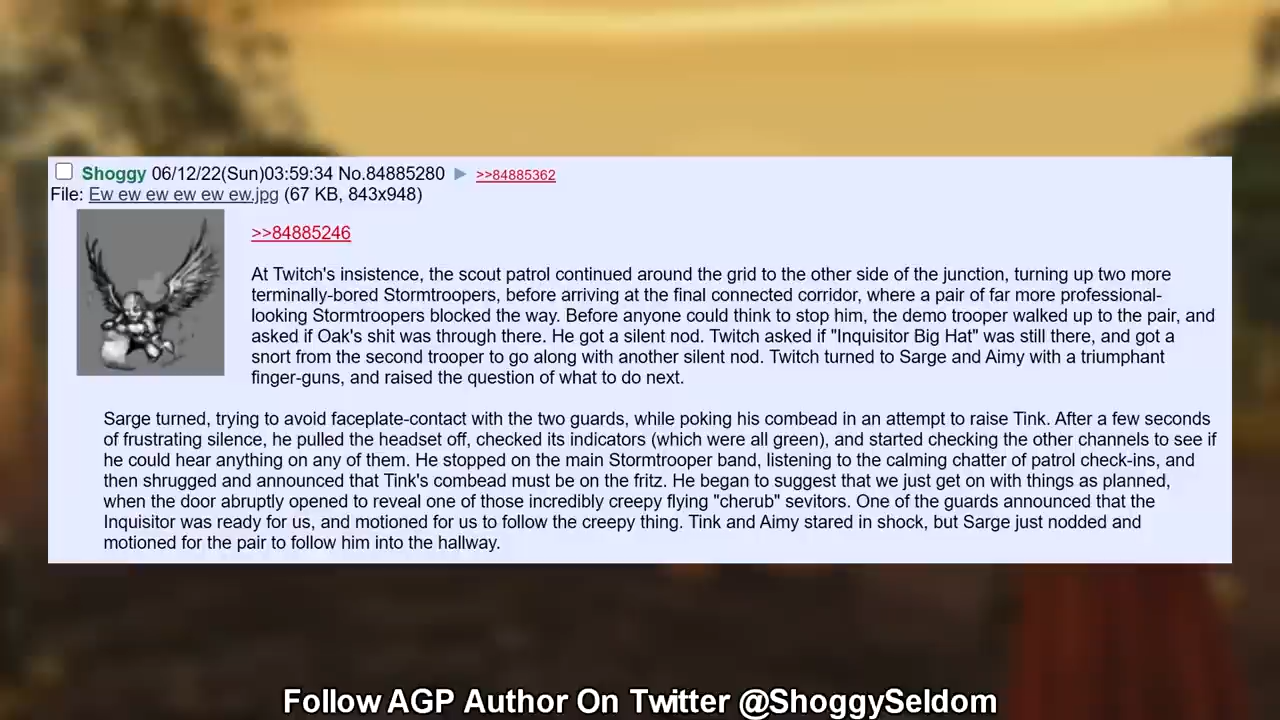 Shoggy 06/12/22(Sun)03:59:34 No.84885280 ▶ >>84885362
File: Ew ew ew ew ew ew.jpg (67 KB, 843x948)
>>84885246
At Twitch's insistence, the scout patrol continued around the grid to the other side of the junction, turning up two more
terminally-bored Stormtroopers, before arriving at the final connected corridor, where a pair of far more professional-
looking Stormtroopers blocked the way. Before anyone could think to stop him, the demo trooper walked up to the pair, and
asked if Oak's shit was through there. He got a silent nod. Twitch asked if "Inquisitor Big Hat" was still there, and got a
snort from the second trooper to go along with another silent nod. Twitch turned to Sarge and Aimy with a triumphant
finger-guns, and raised the question of what to do next.
Sarge turned, trying to avoid faceplate-contact with the two guards, while poking his combead in an attempt to raise Tink. After a few seconds
of frustrating silence, he pulled the headset off, checked its indicators (which were all green), and started checking the other channels to see if
he could hear anything on any of them. He stopped on the main Stormtrooper band, listening to the calming chatter of patrol check-ins, and
then shrugged and announced that Tink's combead must be on the fritz. He began to suggest that we just get on with things as planned,
when the door abruptly opened to reveal one of those incredibly creepy flying "cherub" sevitors. One of the guards announced that the
Inquisitor was ready for us, and motioned for us to follow the creepy thing. Tink and Aimy stared in shock, but Sarge just nodded and
motioned for the pair to follow him into the hallway.
Follow AGP Author On Twitter @ShoggySeldom